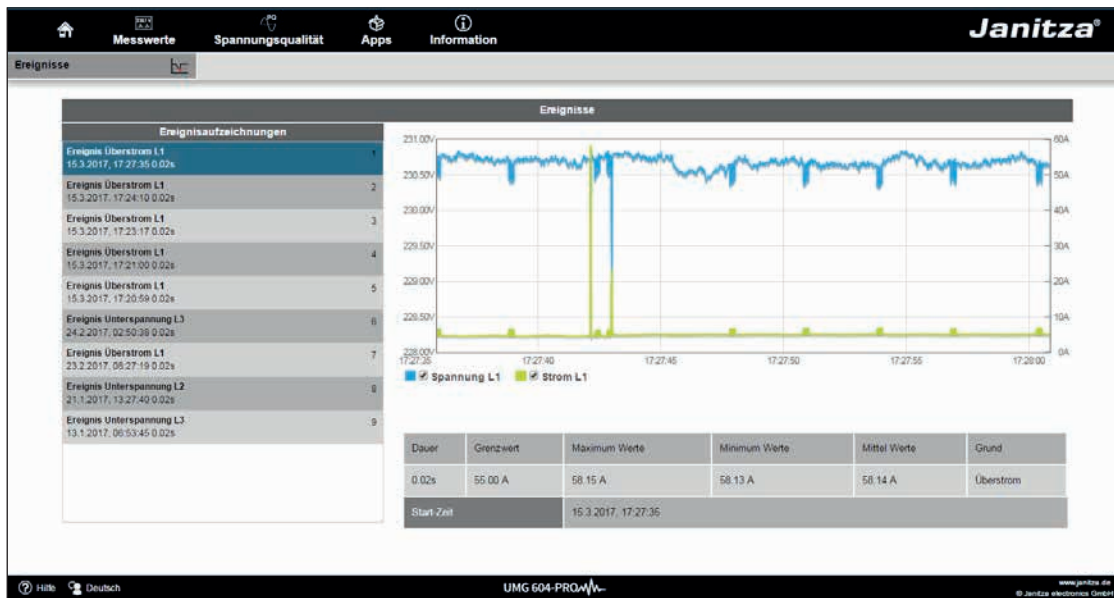 Messwerte
Spannungsqualität
Apps
Information
Janitza®
Ereignisse
Ereignisse
Ereignisaufzeichnungen
Ereignis Überstrom L1 1
15.3.2017, 17:27:35 0.02s
Ereignis Überstrom L1 2
15.3.2017, 17:24:10 0.02s
Ereignis Überstrom L1 3
15.3.2017, 17:23:17 0.02s
Ereignis Überstrom L1 4
15.3.2017, 17:21:00 0.02s
Ereignis Überstrom L1 5
15.3.2017, 17:20:59 0.02s
Ereignis Unterspannung L3 6
24.2.2017, 02:50:38 0.02s
Ereignis Überstrom L1 7
23.2.2017, 06:27:19 0.02s
Ereignis Unterspannung L2 8
21.1.2017, 13:27:40 0.02s
Ereignis Unterspannung L3 9
13.1.2017, 06:53:45 0.02s
231.00V 60A
230.50V 50A
230.00V 40A
229.50V 30A
229.00V 20A
228.50V 10A
228.00V 0A
17:27:35 17:27:40 17:27:45 17:27:50 17:27:55 17:28:00
Spannung L1 Strom L1
Dauer Grenzwert Maximum Werte Minimum Werte Mittel Werte Grund
0.02s 55.00 A 58.15 A 58.13 A 58.14 A Überstrom
Start-Zeit 15.3.2017, 17:27:35
Hilfe Deutsch
UMG 604-PRO
www.janitza.de
© Janitza electronics GmbH